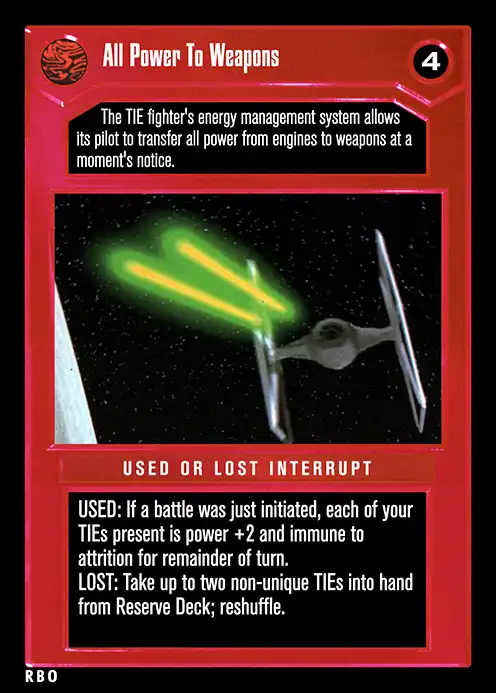 All Power To Weapons
4
The TIE fighter's energy management system allows
its pilot to transfer all power from engines to weapons at a
moment's notice.
USED OR LOST INTERRUPT
USED: If a battle was just initiated, each of your
TIEs present is power +2 and immune to
attrition for remainder of turn.
LOST: Take up to two non-unique TIEs into hand
from Reserve Deck; reshuffle.
RBO